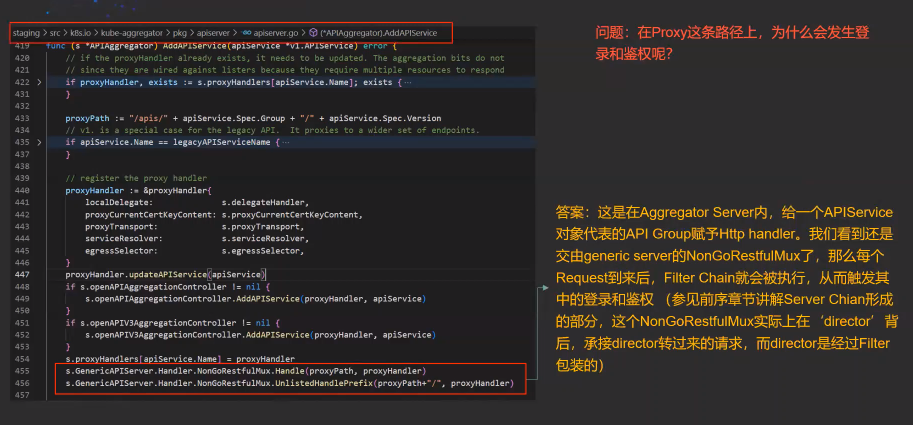 staging > src > k8s.io > kube-aggregator > pkg > apiserver > apiserver.go > (*APIAggregator).AddAPIService
419 func (s *APIAggregator) AddAPIService(apiService *v1.APIService) error {
420 // if the proxyHandler already exists, it needs to be updated. The aggregation bits do not
421 // since they are wired against listers because they require multiple resources to respond
422 > if proxyHandler, exists := s.proxyHandlers[apiService.Name]; exists {···
431 }
432
433 proxyPath := "/apis/" + apiService.Spec.Group + "/" + apiService.Spec.Version
434 // v1. is a special case for the legacy API.  It proxies to a wider set of endpoints.
435 > if apiService.Name == legacyAPIServiceName {···
437 }
438
439 // register the proxy handler
440 proxyHandler := &proxyHandler{
441 localDelegate: s.delegateHandler,
442 proxyCurrentCertKeyContent: s.proxyCurrentCertKeyContent,
443 proxyTransport: s.proxyTransport,
444 serviceResolver: s.serviceResolver,
445 egressSelector: s.egressSelector,
446 }
447 proxyHandler.updateAPIService(apiService)
448 if s.openAPIAggregationController != nil {
449 s.openAPIAggregationController.AddAPIService(proxyHandler, apiService)
450 }
451 if s.openAPIV3AggregationController != nil {
452 s.openAPIV3AggregationController.AddAPIService(proxyHandler, apiService)
453 }
454 s.proxyHandlers[apiService.Name] = proxyHandler
455 s.GenericAPIServer.Handler.NonGoRestfulMux.Handle(proxyPath, proxyHandler)
456 s.GenericAPIServer.Handler.NonGoRestfulMux.UnlistedHandlePrefix(proxyPath+"/", proxyHandler)
457
问题：在Proxy这条路径上，为什么会发生登
录和鉴权呢？
答案：这是在Aggregator Server内，给一个APIService
对象代表的API Group赋予Http handler。我们看到还是
交由generic server的NonGoRestfulMux了，那么每个
Request到来后，Filter Chain就会被执行，从而触发其
中的登录和鉴权 （参见前序章节讲解Server Chian形成
的部分，这个NonGoRestfulMux实际上在‘director’背
后，承接director转过来的请求，而director是经过Filter
包装的）